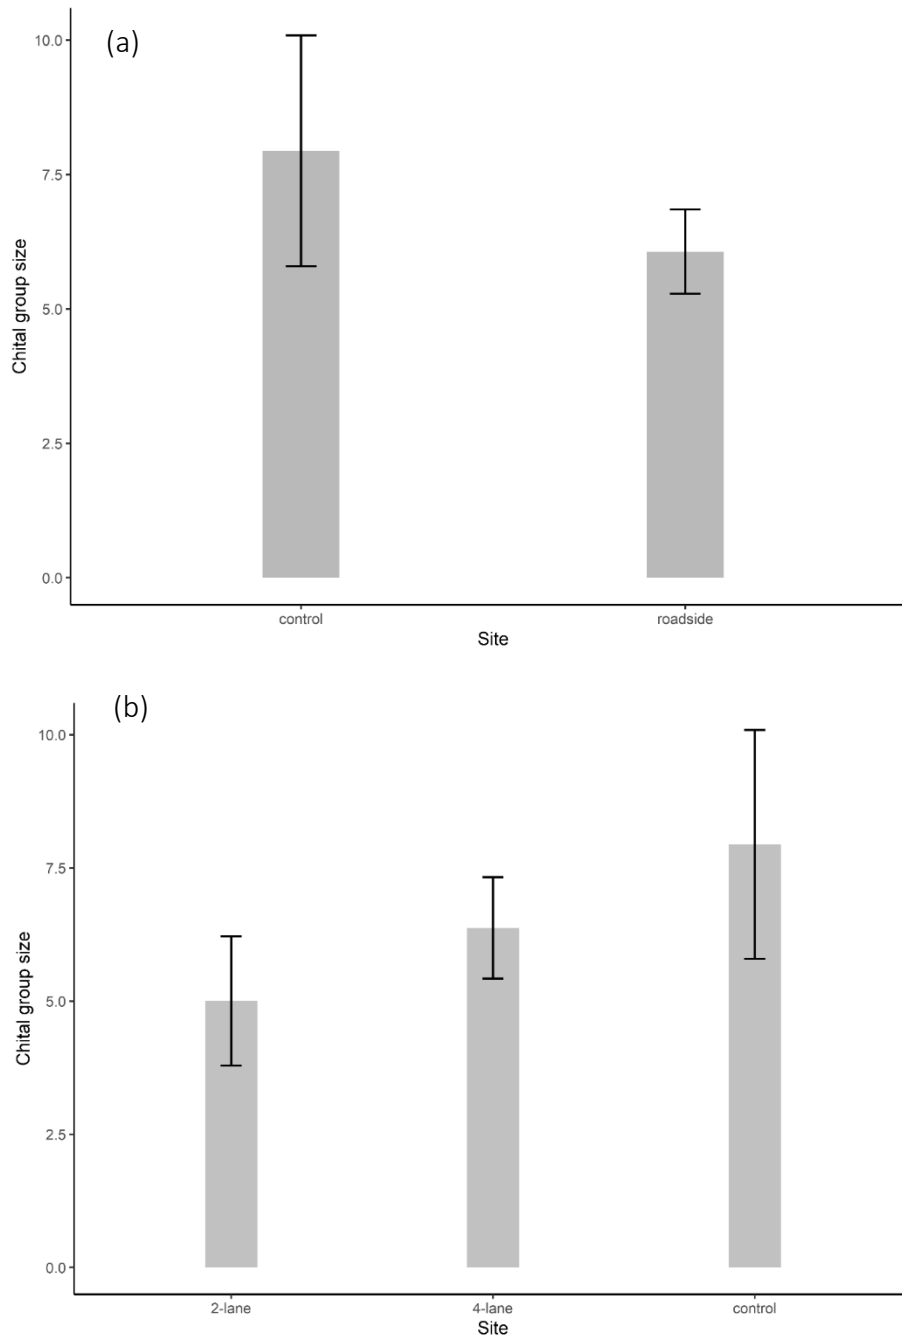 (a)
10.0
7.5
5.0
2.5
0.0
Chital group size
control roadside
Site
(b)
10.0
7.5
5.0
2.5
0.0
Chital group size
2-lane 4-lane control
Site